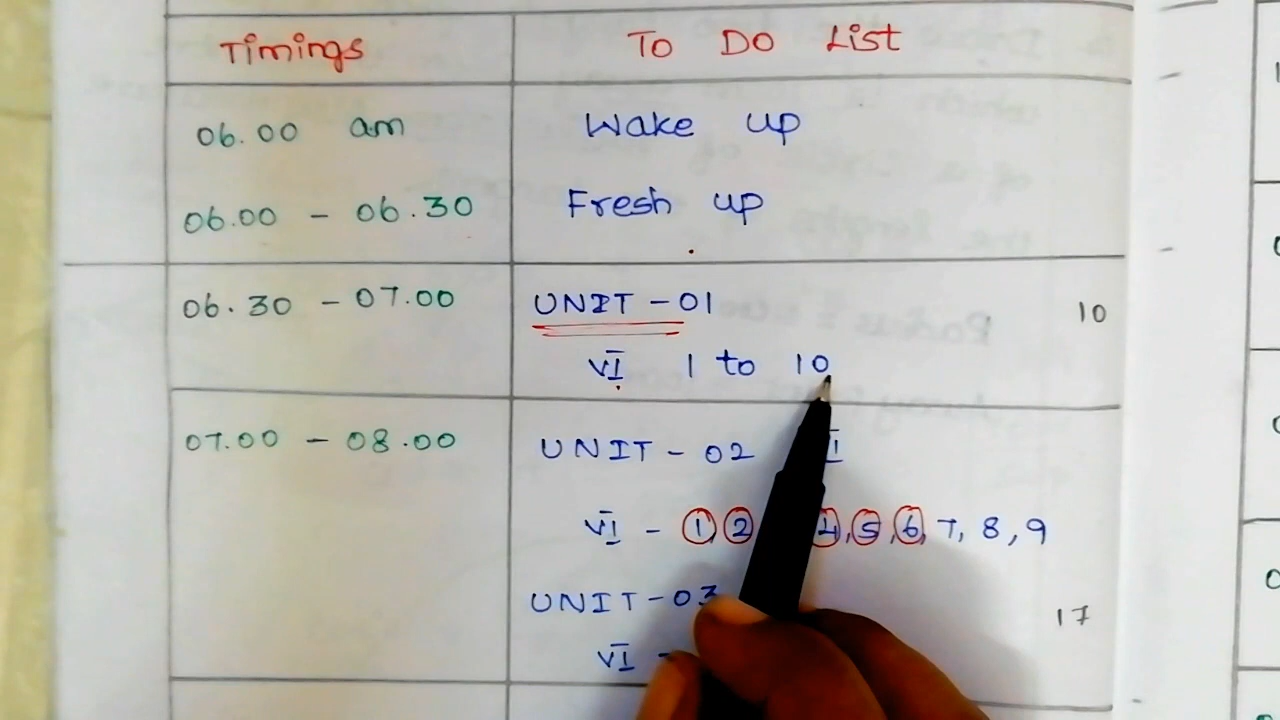 Timings To Do List
06.00 am Wake up
06.00 - 06.30 Fresh up
06.30 - 07.00 UNIT - 01 10
VI 1 to 10
07.00 - 08.00 UNIT - 02
VI - 1, 2 4, 5, 6, 7, 8, 9
UNIT - 03 17
VI -